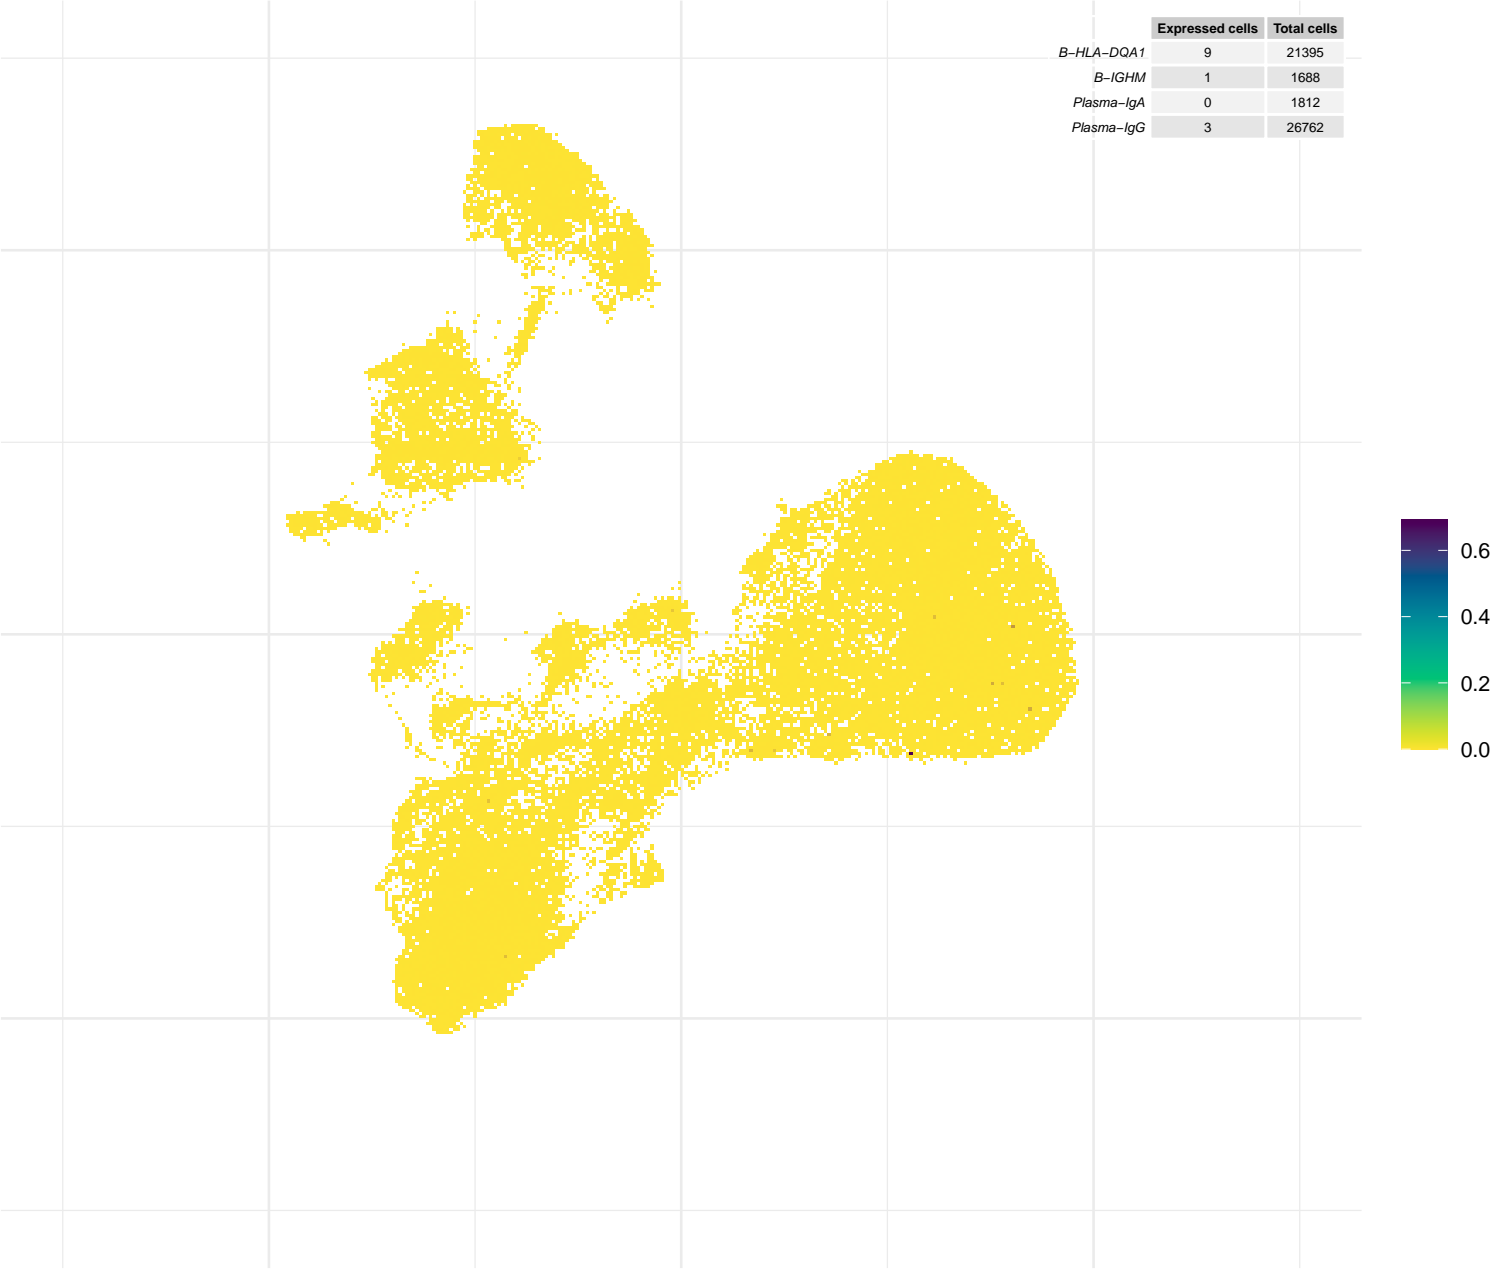 Expressed cells Total cells
B−HLA−DQA1 9 21395
B−IGHM 1 1688
Plasma−IgA 0 1812
Plasma−IgG 3 26762
0.6
0.4
0.2
0.0